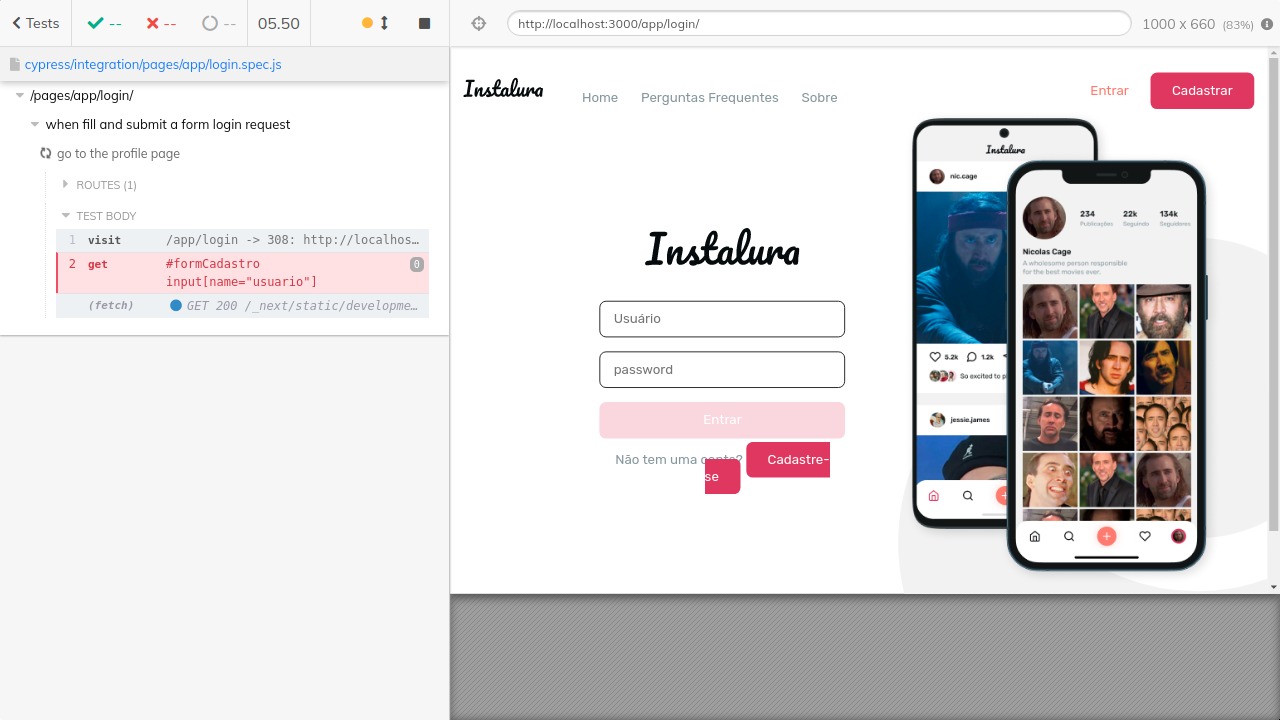 Tests
--
--
--
05.50
http://localhost:3000/app/login/
1000 x 660 (83%)
cypress/integration/pages/app/login.spec.js
/pages/app/login/
when fill and submit a form login request
go to the profile page
ROUTES (1)
TEST BODY
1 visit /app/login -> 308: http://localhos…
2 get #formCadastro 0
input[name="usuario"]
(fetch) GET 200 /_next/static/developme…
Instalura
Home Perguntas Frequentes Sobre
Entrar
Cadastrar
Instalura
Usuário
password
Entrar
Não tem uma conta? Cadastre-
se
Instalura
nic.cage
5.2k 1.2k
So excited to p
jessie.james
234 22k 134k
Publicações Seguindo Seguidores
Nicolas Cage
A wholesome person responsible
for the best movies ever.